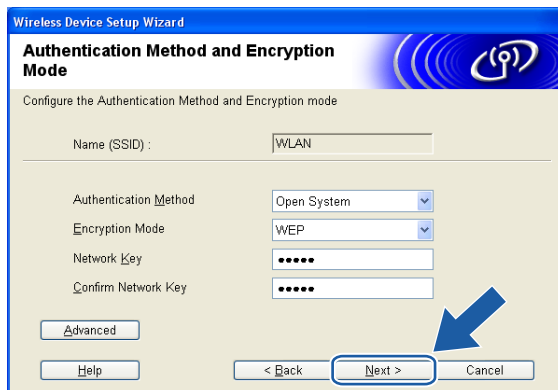 Wireless Device Setup Wizard
Authentication Method and Encryption
Mode
Configure the Authentication Method and Encryption mode
Name (SSID) : WLAN
Authentication Method Open System
Encryption Mode WEP
Network Key •••••
Confirm Network Key •••••
Advanced
Help < Back Next > Cancel